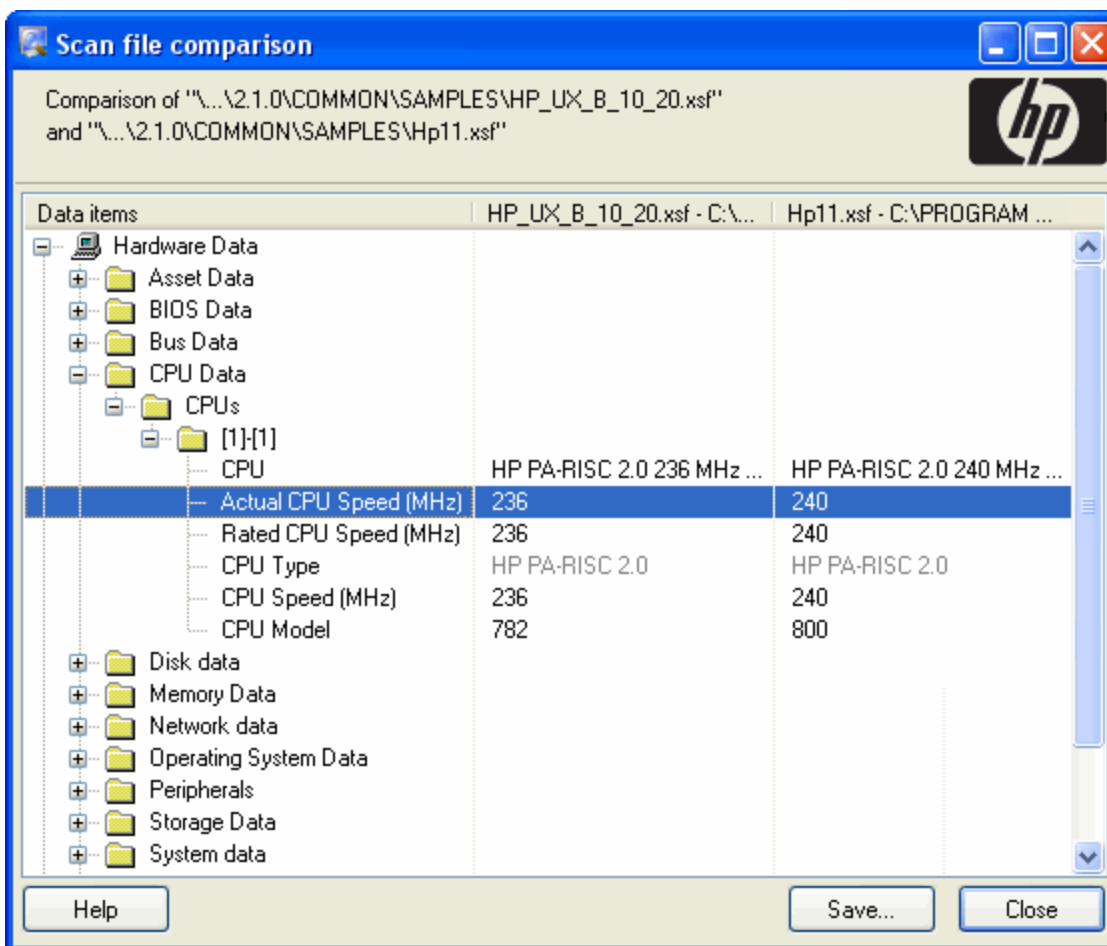 Scan file comparison
Comparison of "\...\2.1.0\COMMON\SAMPLES\HP_UX_B_10_20.xsf"
and "\...\2.1.0\COMMON\SAMPLES\Hp11.xsf"
hp
Data items HP_UX_B_10_20.xsf - C:\... Hp11.xsf - C:\PROGRAM ...
Hardware Data
Asset Data
BIOS Data
Bus Data
CPU Data
CPUs
[1]-[1]
CPU HP PA-RISC 2.0 236 MHz ... HP PA-RISC 2.0 240 MHz ...
Actual CPU Speed (MHz) 236 240
Rated CPU Speed (MHz) 236 240
CPU Type HP PA-RISC 2.0 HP PA-RISC 2.0
CPU Speed (MHz) 236 240
CPU Model 782 800
Disk data
Memory Data
Network data
Operating System Data
Peripherals
Storage Data
System data
Help Save... Close